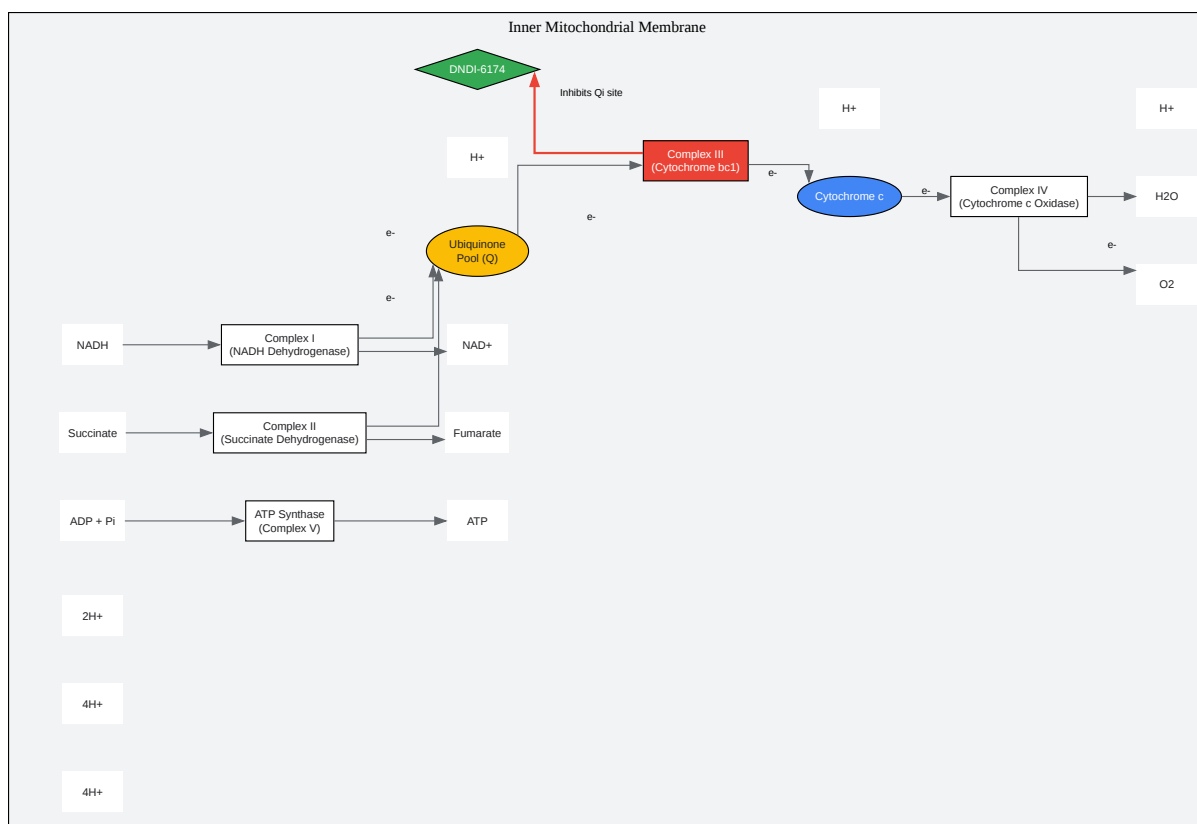 Inner Mitochondrial Membrane
DNDI-6174
Inhibits Qi site
H+
H+
H+
Complex III
(Cytochrome bc1)
e-
Cytochrome c
e-
Complex IV
(Cytochrome c Oxidase)
H2O
e-
e-
e-
Ubiquinone
Pool (Q)
e-
O2
NADH
Complex I
(NADH Dehydrogenase)
NAD+
Succinate
Complex II
(Succinate Dehydrogenase)
Fumarate
ADP + Pi
ATP Synthase
(Complex V)
ATP
2H+
4H+
4H+